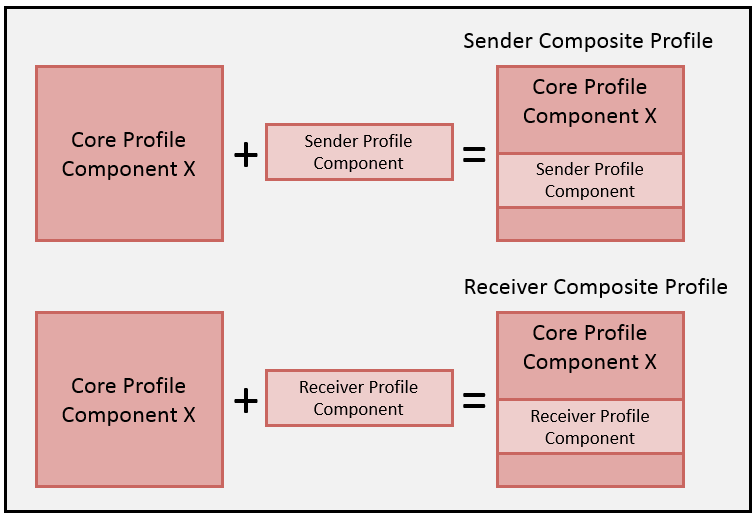 Sender Composite Profile
Core Profile
Component X
+
Sender Profile
Component
=
Core Profile
Component X
Sender Profile
Component
Receiver Composite Profile
Core Profile
Component X
+
Receiver Profile
Component
=
Core Profile
Component X
Receiver Profile
Component